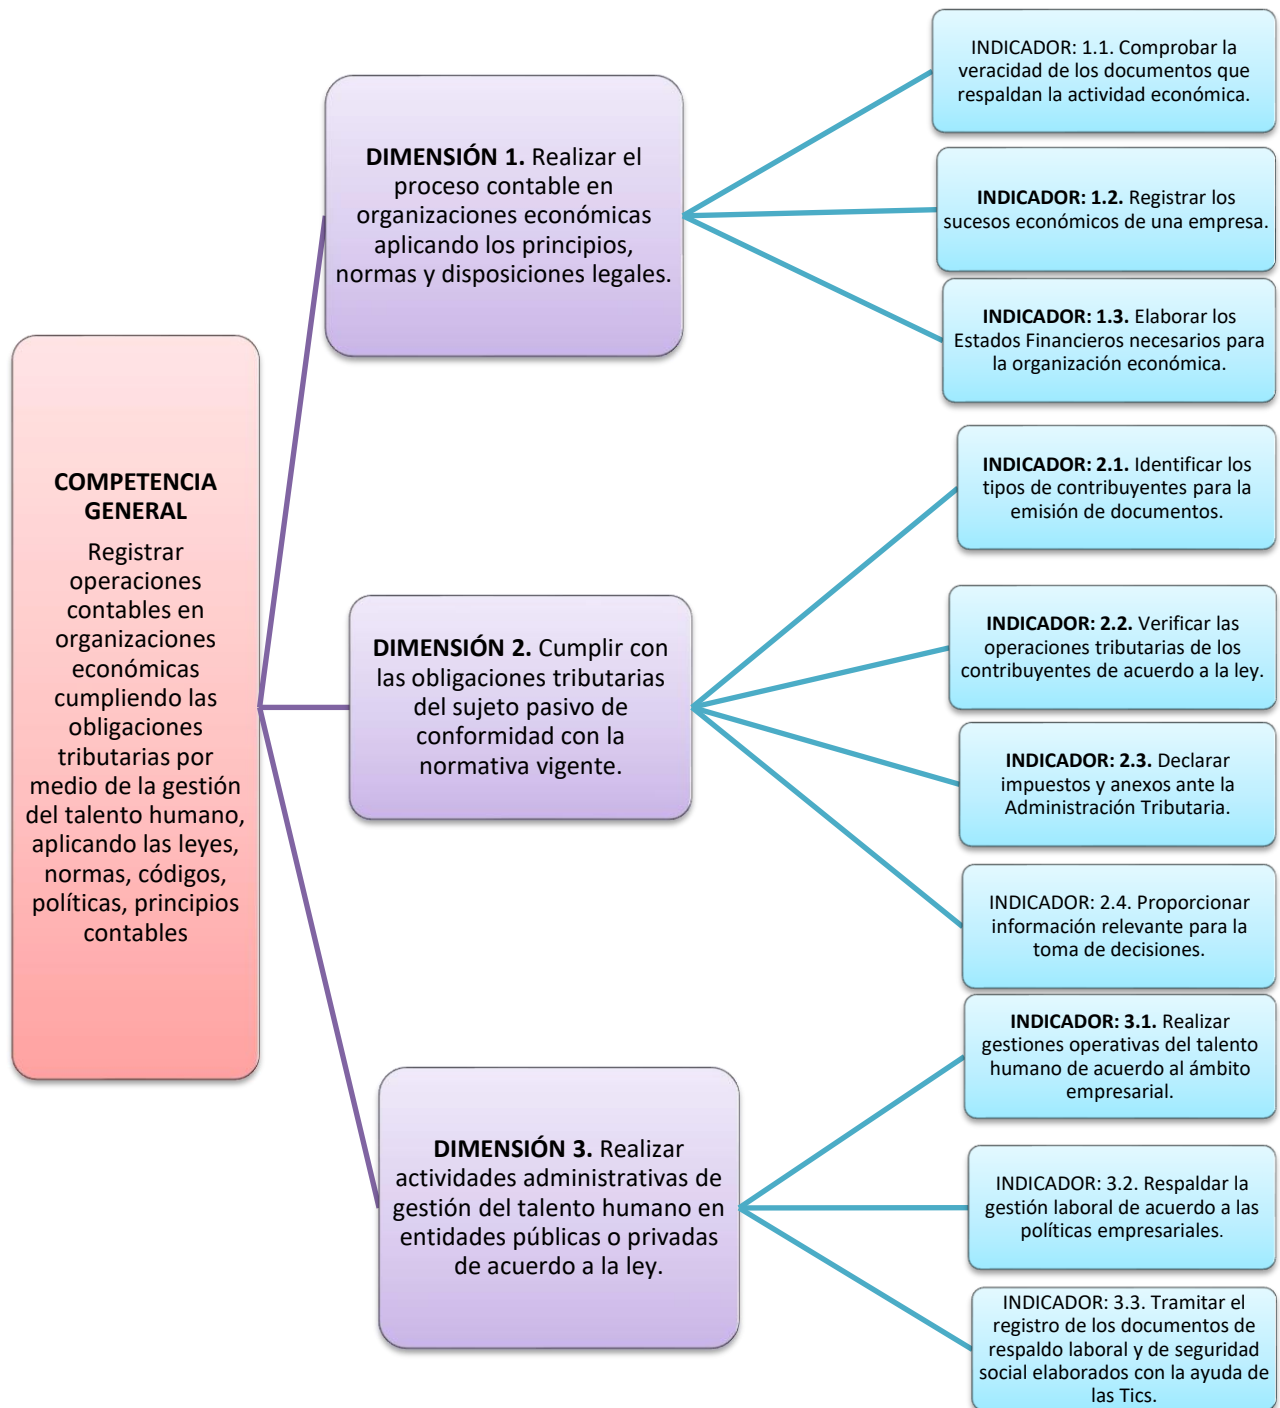 COMPETENCIA
GENERAL
Registrar
operaciones
contables en
organizaciones
económicas
cumpliendo las
obligaciones
tributarias por
medio de la gestión
del talento humano,
aplicando las leyes,
normas, códigos,
políticas, principios
contables
DIMENSIÓN 1. Realizar el
proceso contable en
organizaciones económicas
aplicando los principios,
normas y disposiciones legales.
INDICADOR: 1.1. Comprobar la
veracidad de los documentos que
respaldan la actividad económica.
INDICADOR: 1.2. Registrar los
sucesos económicos de una empresa.
INDICADOR: 1.3. Elaborar los
Estados Financieros necesarios para
la organización económica.
DIMENSIÓN 2. Cumplir con
las obligaciones tributarias
del sujeto pasivo de
conformidad con la
normativa vigente.
INDICADOR: 2.1. Identificar los
tipos de contribuyentes para la
emisión de documentos.
INDICADOR: 2.2. Verificar las
operaciones tributarias de los
contribuyentes de acuerdo a la ley.
INDICADOR: 2.3. Declarar
impuestos y anexos ante la
Administración Tributaria.
INDICADOR: 2.4. Proporcionar
información relevante para la
toma de decisiones.
DIMENSIÓN 3. Realizar
actividades administrativas de
gestión del talento humano en
entidades públicas o privadas
de acuerdo a la ley.
INDICADOR: 3.1. Realizar
gestiones operativas del talento
humano de acuerdo al ámbito
empresarial.
INDICADOR: 3.2. Respaldar la
gestión laboral de acuerdo a las
políticas empresariales.
INDICADOR: 3.3. Tramitar el
registro de los documentos de
respaldo laboral y de seguridad
social elaborados con la ayuda de
las Tics.